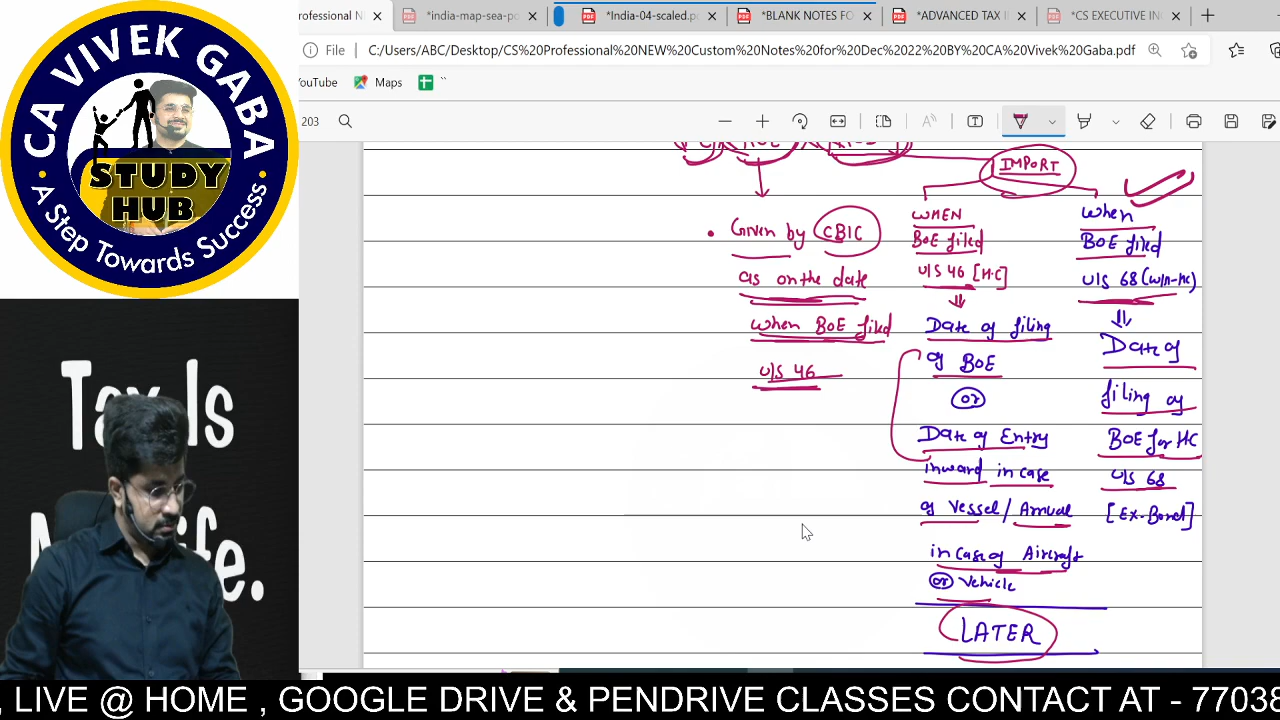 CA VIVEK GABA
STUDY
HUB
• A Step Towards Success •
Tax Is
fe.
*india-map-sea-po
*India-04-scaled.p
*BLANK NOTES FO
*ADVANCED TAX
*CS EXECUTIVE IN
File
C:/Users/ABC/Desktop/CS%20Professional%20NEW%20Custom%20Notes%20for%20Dec%2022%20BY%20CA%20Vivek%20Gaba.pdf
Maps
203
IMPORT
• Given by CBIC
as on the date
when BoE filed
U/S 46
WHEN
BoE filed
U/S 46 [H.C]
⇓
Date of filing
of BoE
or
Date of Entry
inward in case
of Vessel/Arrival
in case of Aircraft
or Vehicle
LATER
When
BoE filed
U/S 68 (W/H-HC)
⇓
Date of
filing of
BoE for HC
U/S 68
[Ex-Bond]
, LIVE @ HOME , GOOGLE DRIVE & PENDRIVE CLASSES CONTACT AT - 77038